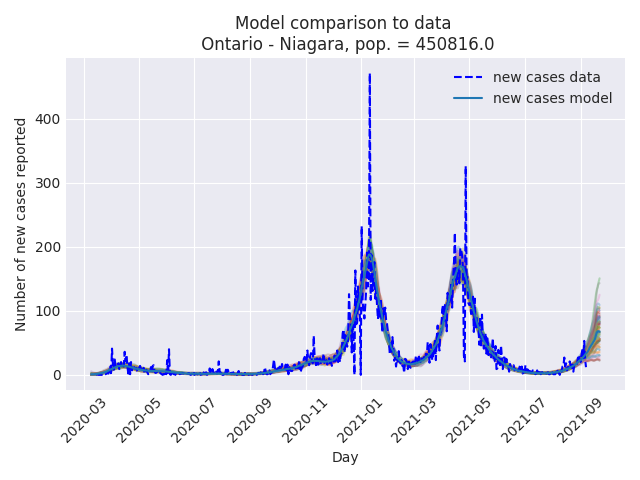 Model comparison to data
Ontario - Niagara, pop. = 450816.0
new cases data
new cases model
Number of new cases reported
400
300
200
100
0
2020-03
2020-05
2020-07
2020-09
2020-11
2021-01
2021-03
2021-05
2021-07
2021-09
Day